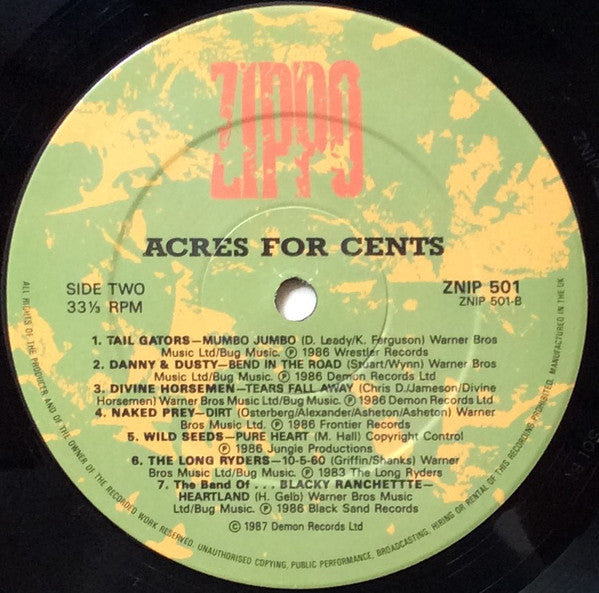 ZIPPO
ACRES FOR CENTS
SIDE TWO
33⅓ RPM
ZNIP 501
ZNIP 501-B
1. TAIL GATORS—MUMBO JUMBO (D. Leady/K. Ferguson) Warner Bros
Music Ltd/Bug Music. Ⓟ 1986 Wrestler Records
2. DANNY & DUSTY—BEND IN THE ROAD (Stuart/Wynn) Warner Bros
Music Ltd/Bug Music. Ⓟ 1986 Demon Records Ltd
3. DIVINE HORSEMEN—TEARS FALL AWAY (Chris D./Jameson/Divine
Horsemen) Warner Bros Music Ltd/Bug Music. Ⓟ 1986 Demon Records Ltd
4. NAKED PREY—DIRT (Osterberg/Alexander/Asheton/Asheton) Warner
Bros Music Ltd. Ⓟ 1986 Frontier Records
5. WILD SEEDS—PURE HEART (M. Hall) Copyright Control
Ⓟ 1986 Jungle Productions
6. THE LONG RYDERS—10-5-60 (Griffin/Shanks) Warner
Bros Music Ltd/Bug Music. Ⓟ 1983 The Long Ryders
7. The Band Of . . . BLACKY RANCHETTTE—
HEARTLAND (H. Gelb) Warner Bros Music
Ltd/Bug Music. Ⓟ 1986 Black Sand Records
© 1987 Demon Records Ltd
ALL RIGHTS OF THE PRODUCER AND OF THE OWNER OF THE RECORDED WORK RESERVED. UNAUTHORISED COPYING, PUBLIC PERFORMANCE, BROADCASTING, HIRING OR RENTAL OF THIS RECORDING PROHIBITED. MANUFACTURED IN THE UK